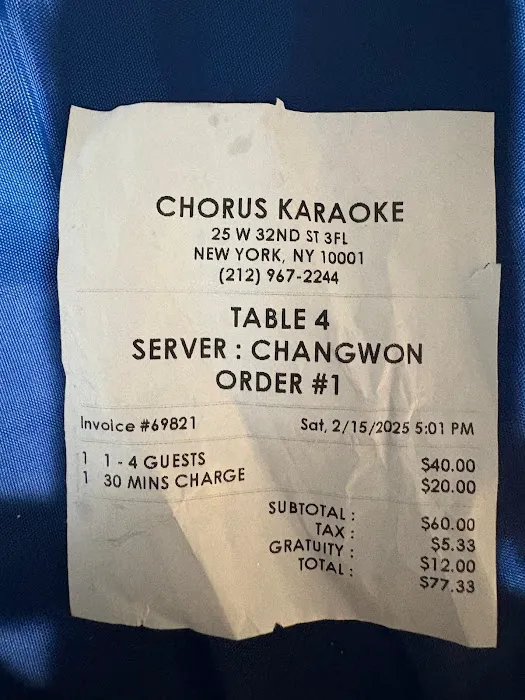 CHORUS KARAOKE
25 W 32ND ST 3FL
NEW YORK, NY 10001
(212) 967-2244
TABLE 4
SERVER : CHANGWON
ORDER #1
Invoice #69821 Sat, 2/15/2025 5:01 PM
1 1 - 4 GUESTS $40.00
1 30 MINS CHARGE $20.00
SUBTOTAL : $60.00
TAX : $5.33
GRATUITY : $12.00
TOTAL : $77.33